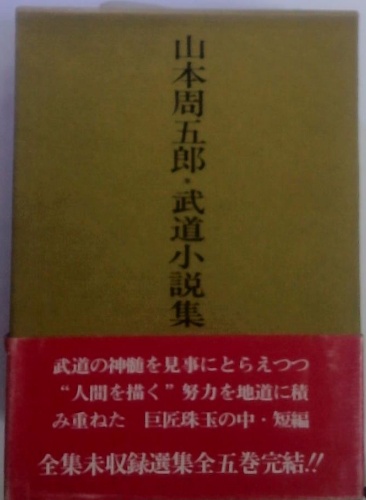 山本周五郎・武道小説集
武道の神髄を見事にとらえつつ
“人間を描く”努力を地道に積
み重ねた　巨匠珠玉の中・短編
全集未収録選集全五巻完結!!